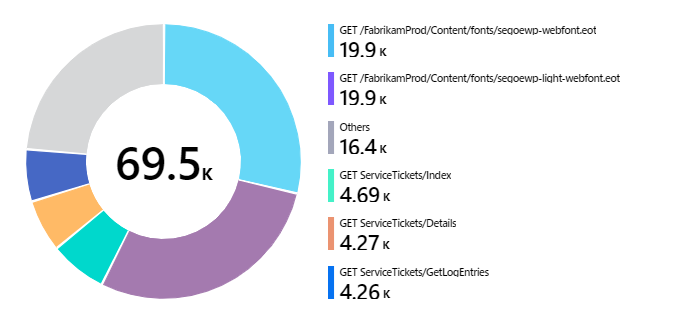 69.5 K
GET /FabrikamProd/Content/fonts/segoewp-webfont.eot
19.9 K
GET /FabrikamProd/Content/fonts/segoewp-light-webfont.eot
19.9 K
Others
16.4 K
GET ServiceTickets/Index
4.69 K
GET ServiceTickets/Details
4.27 K
GET ServiceTickets/GetLogEntries
4.26 K